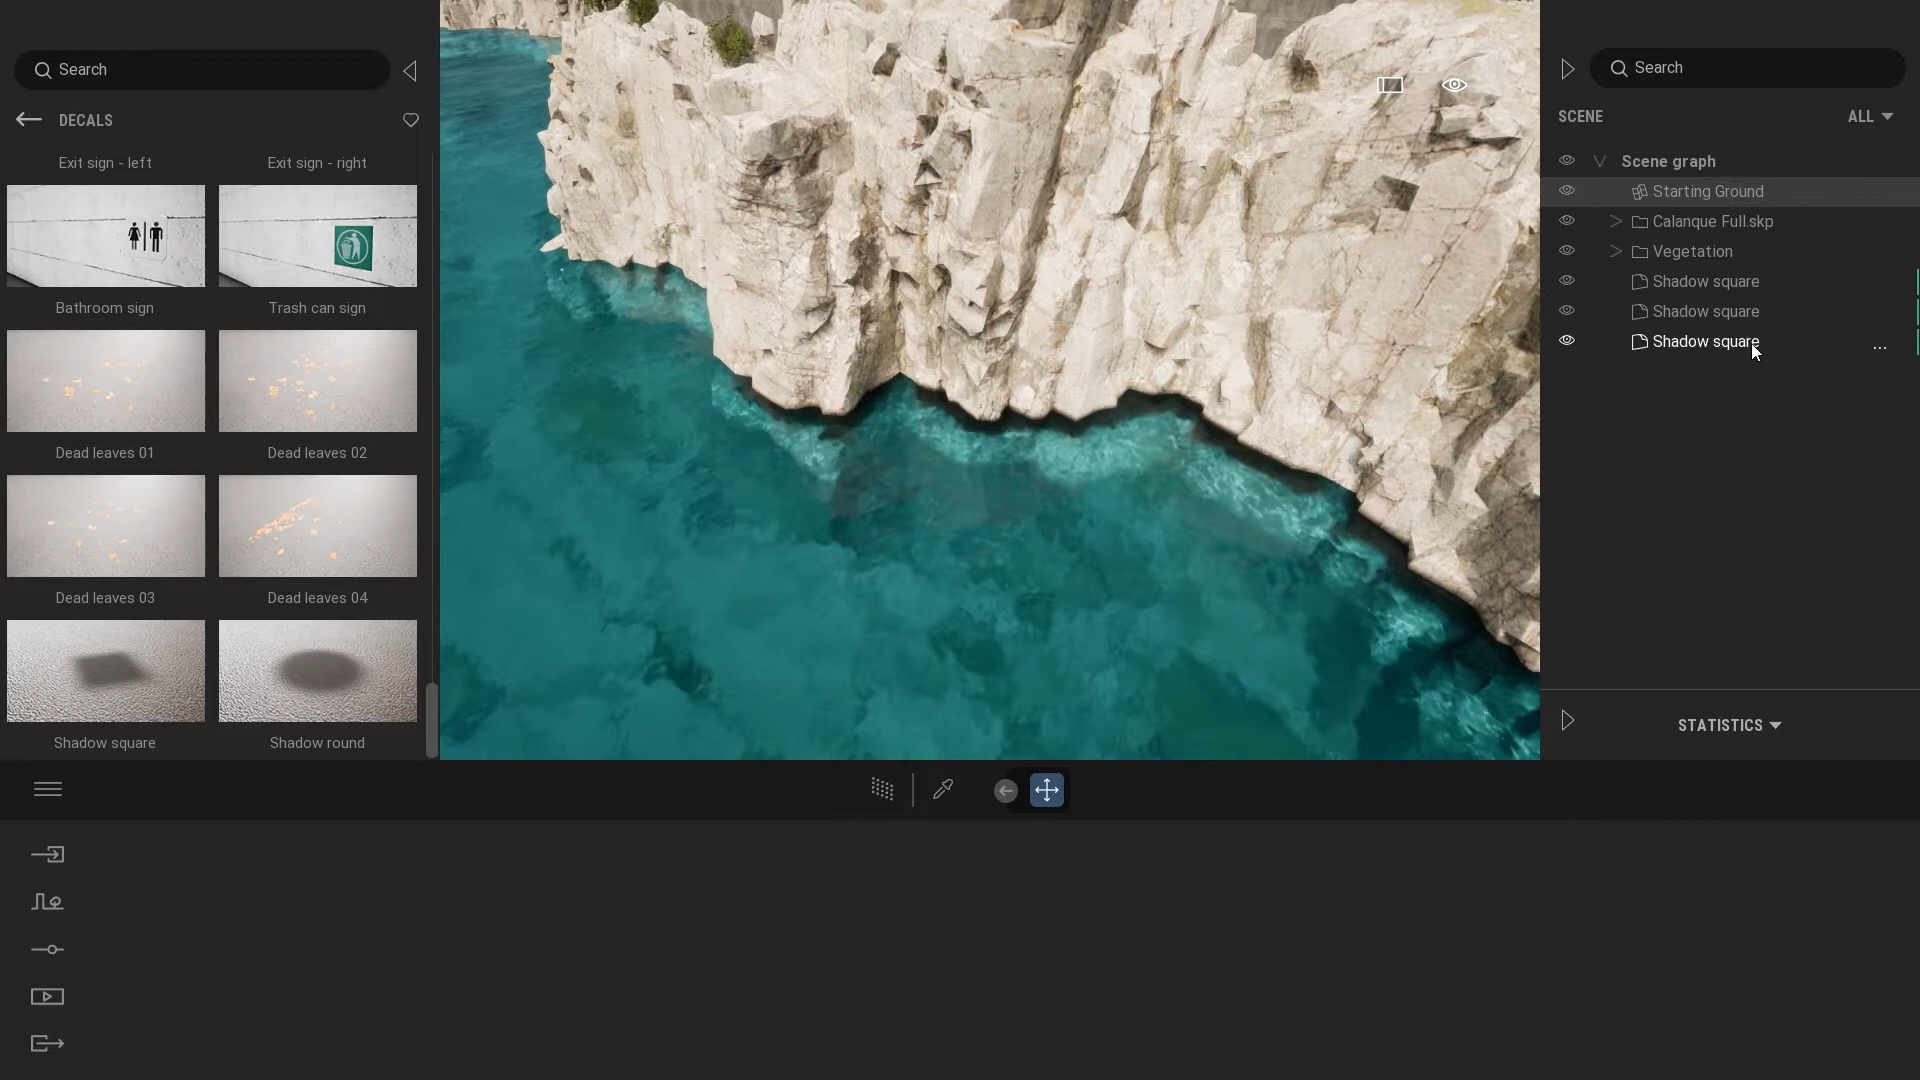 Search
DECALS
Exit sign - left
Exit sign - right
Bathroom sign
Trash can sign
Dead leaves 01
Dead leaves 02
Dead leaves 03
Dead leaves 04
Shadow square
Shadow round
Search
SCENE
ALL
Scene graph
Starting Ground
Calanque Full.skp
Vegetation
Shadow square
Shadow square
Shadow square
...
STATISTICS